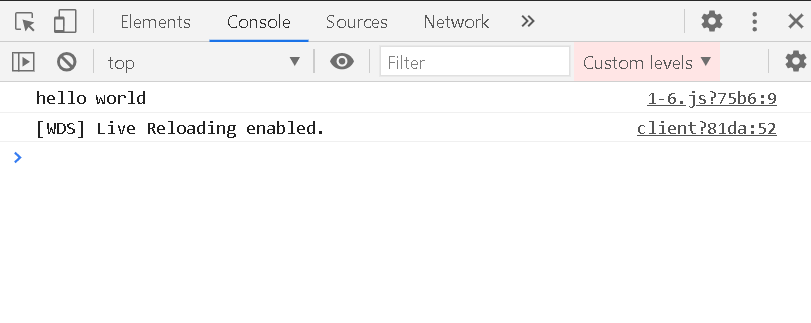 Elements Console Sources Network
top Filter Custom levels
hello world 1-6.js?75b6:9
[WDS] Live Reloading enabled. client?81da:52